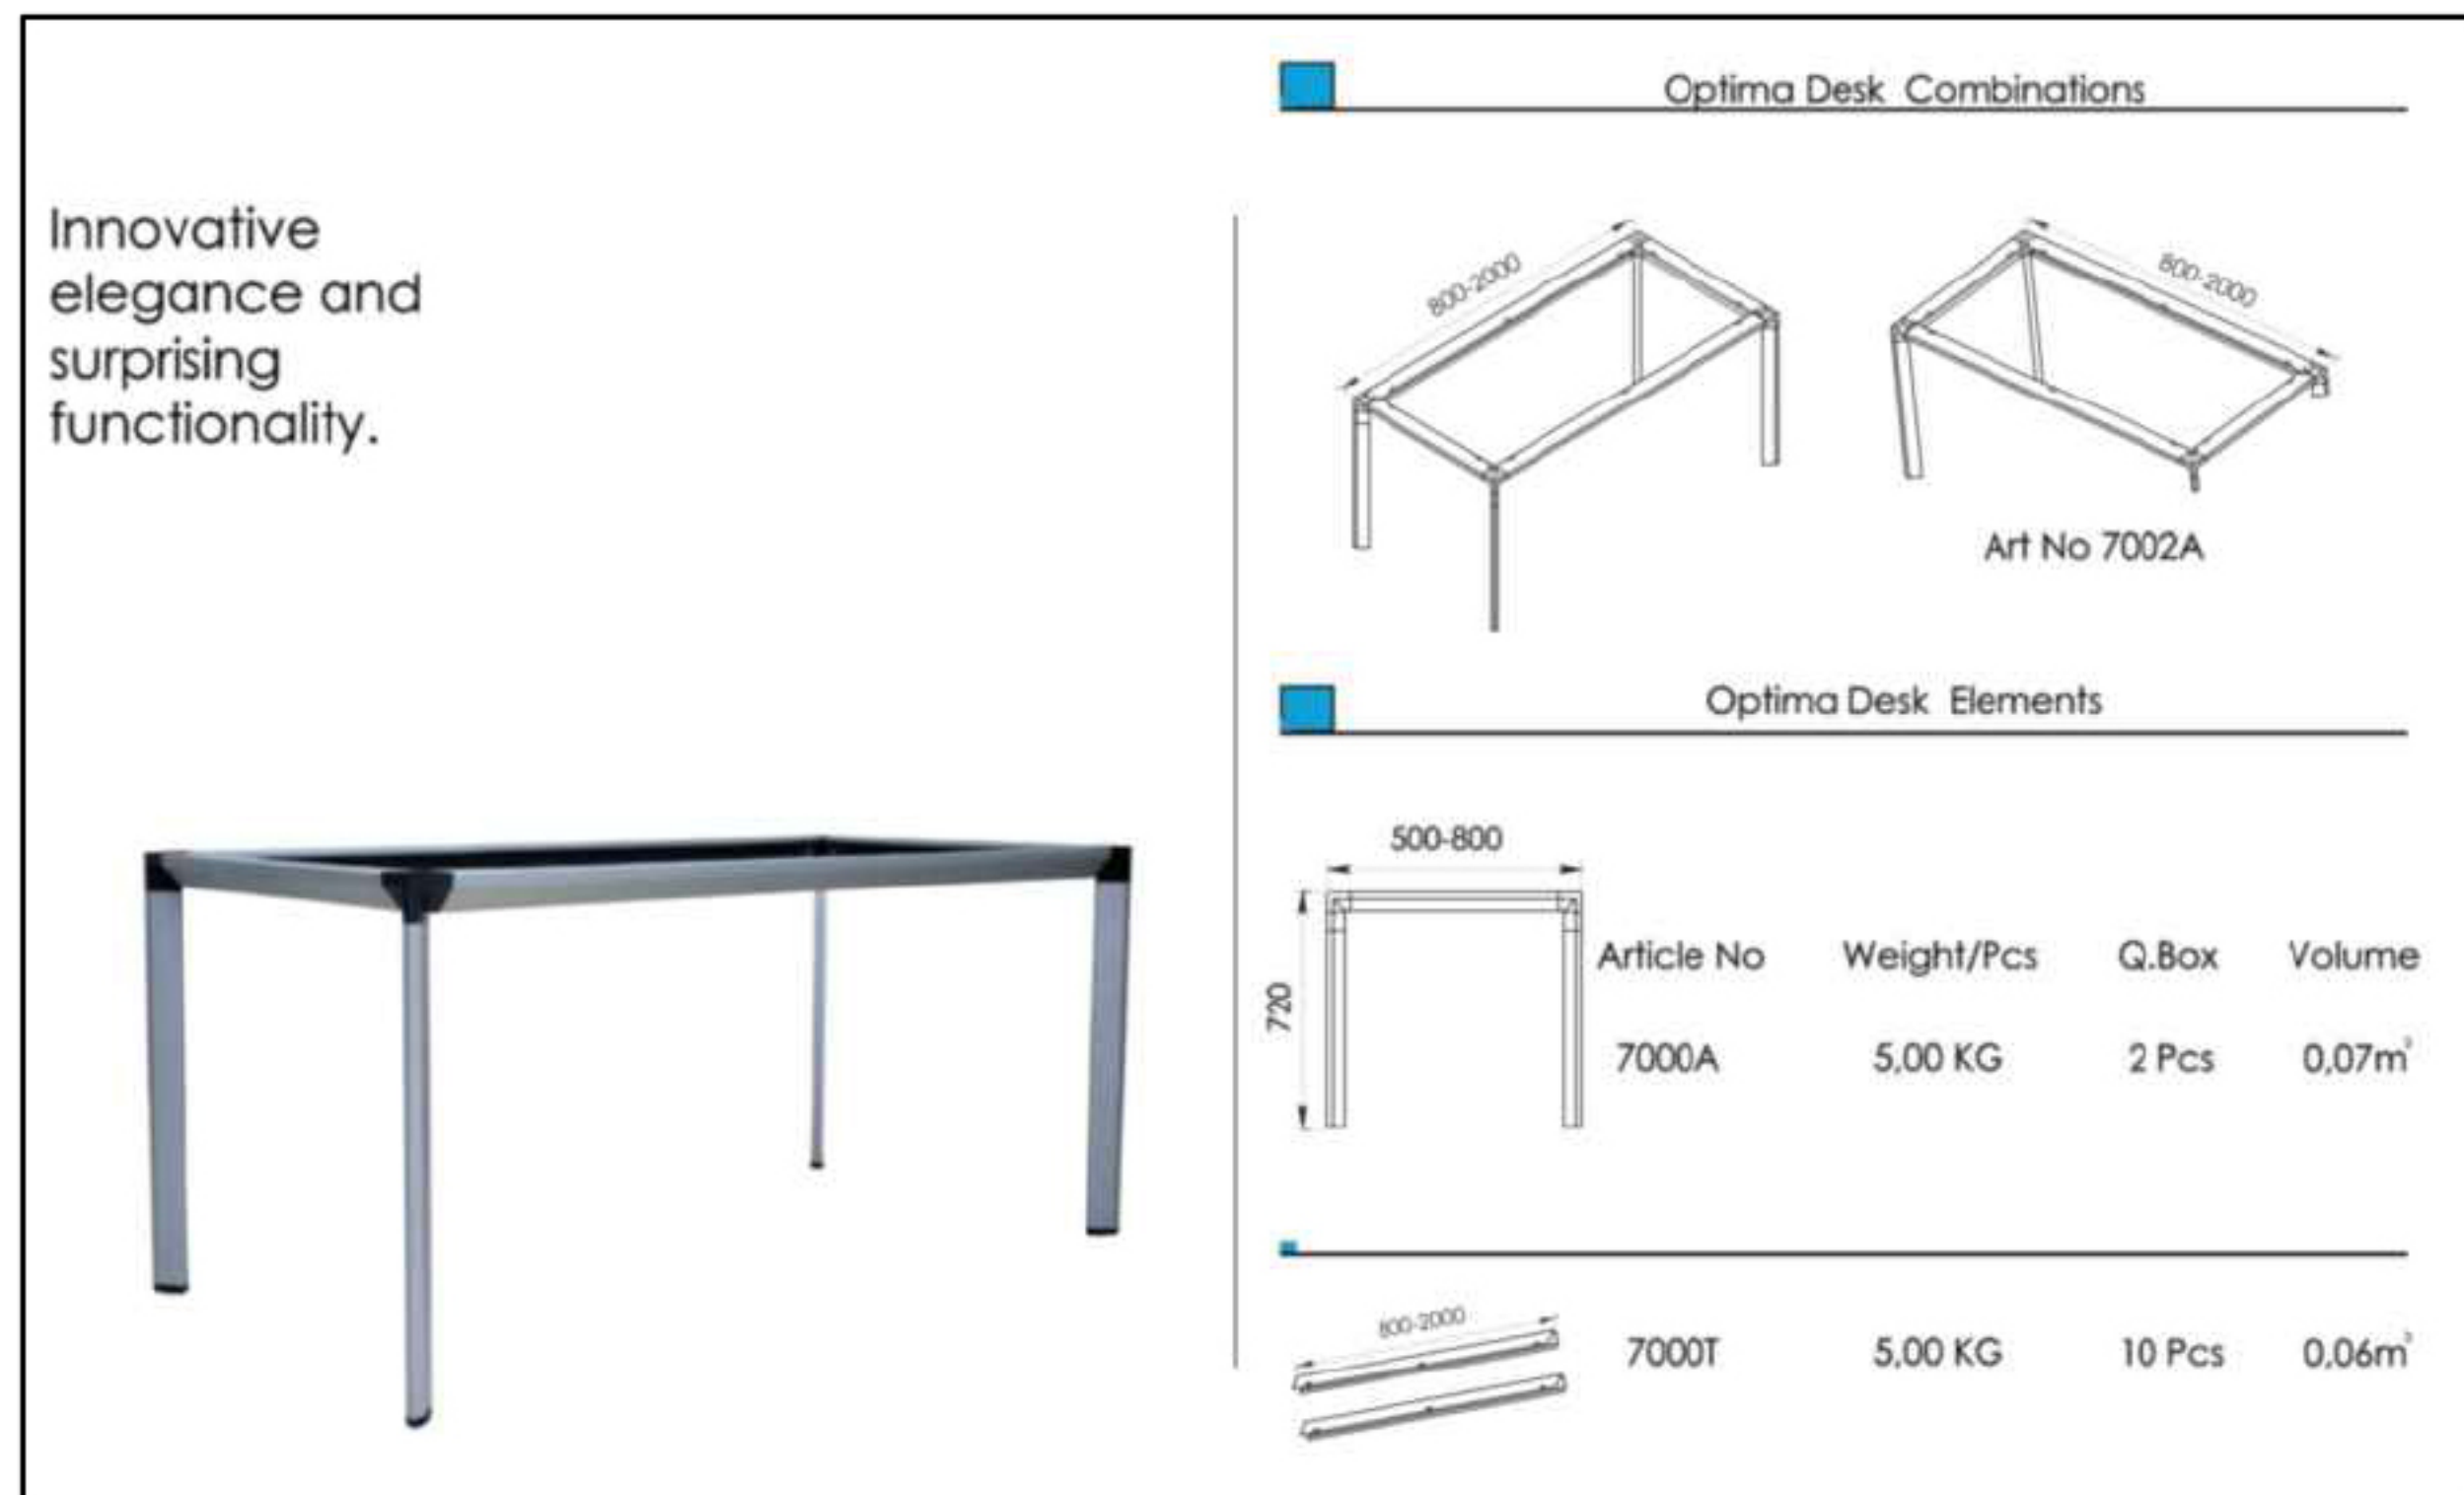 Innovative
elegance and
surprising
functionality.
Optima Desk Combinations
800-2000
800-2000
Art No 7002A
Optima Desk Elements
500-800
720
Article No Weight/Pcs Q.Box Volume
7000A 5,00 KG 2 Pcs 0,07m³
800-2000
7000T 5,00 KG 10 Pcs 0,06m³